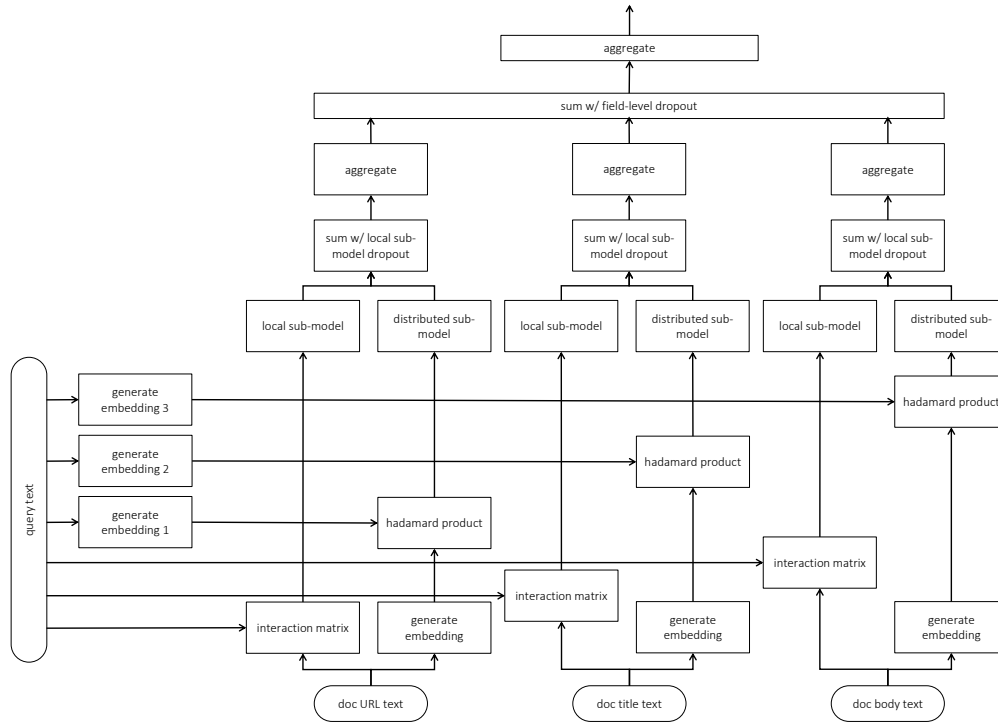 aggregate
sum w/ field-level dropout
aggregate
aggregate
aggregate
sum w/ local sub-
model dropout
sum w/ local sub-
model dropout
sum w/ local sub-
model dropout
local sub-model
distributed sub-
model
local sub-model
distributed sub-
model
local sub-model
distributed sub-
model
query text
generate
embedding 3
hadamard product
generate
embedding 2
hadamard product
generate
embedding 1
hadamard product
interaction matrix
interaction matrix
interaction matrix
generate
embedding
generate
embedding
generate
embedding
doc URL text
doc title text
doc body text